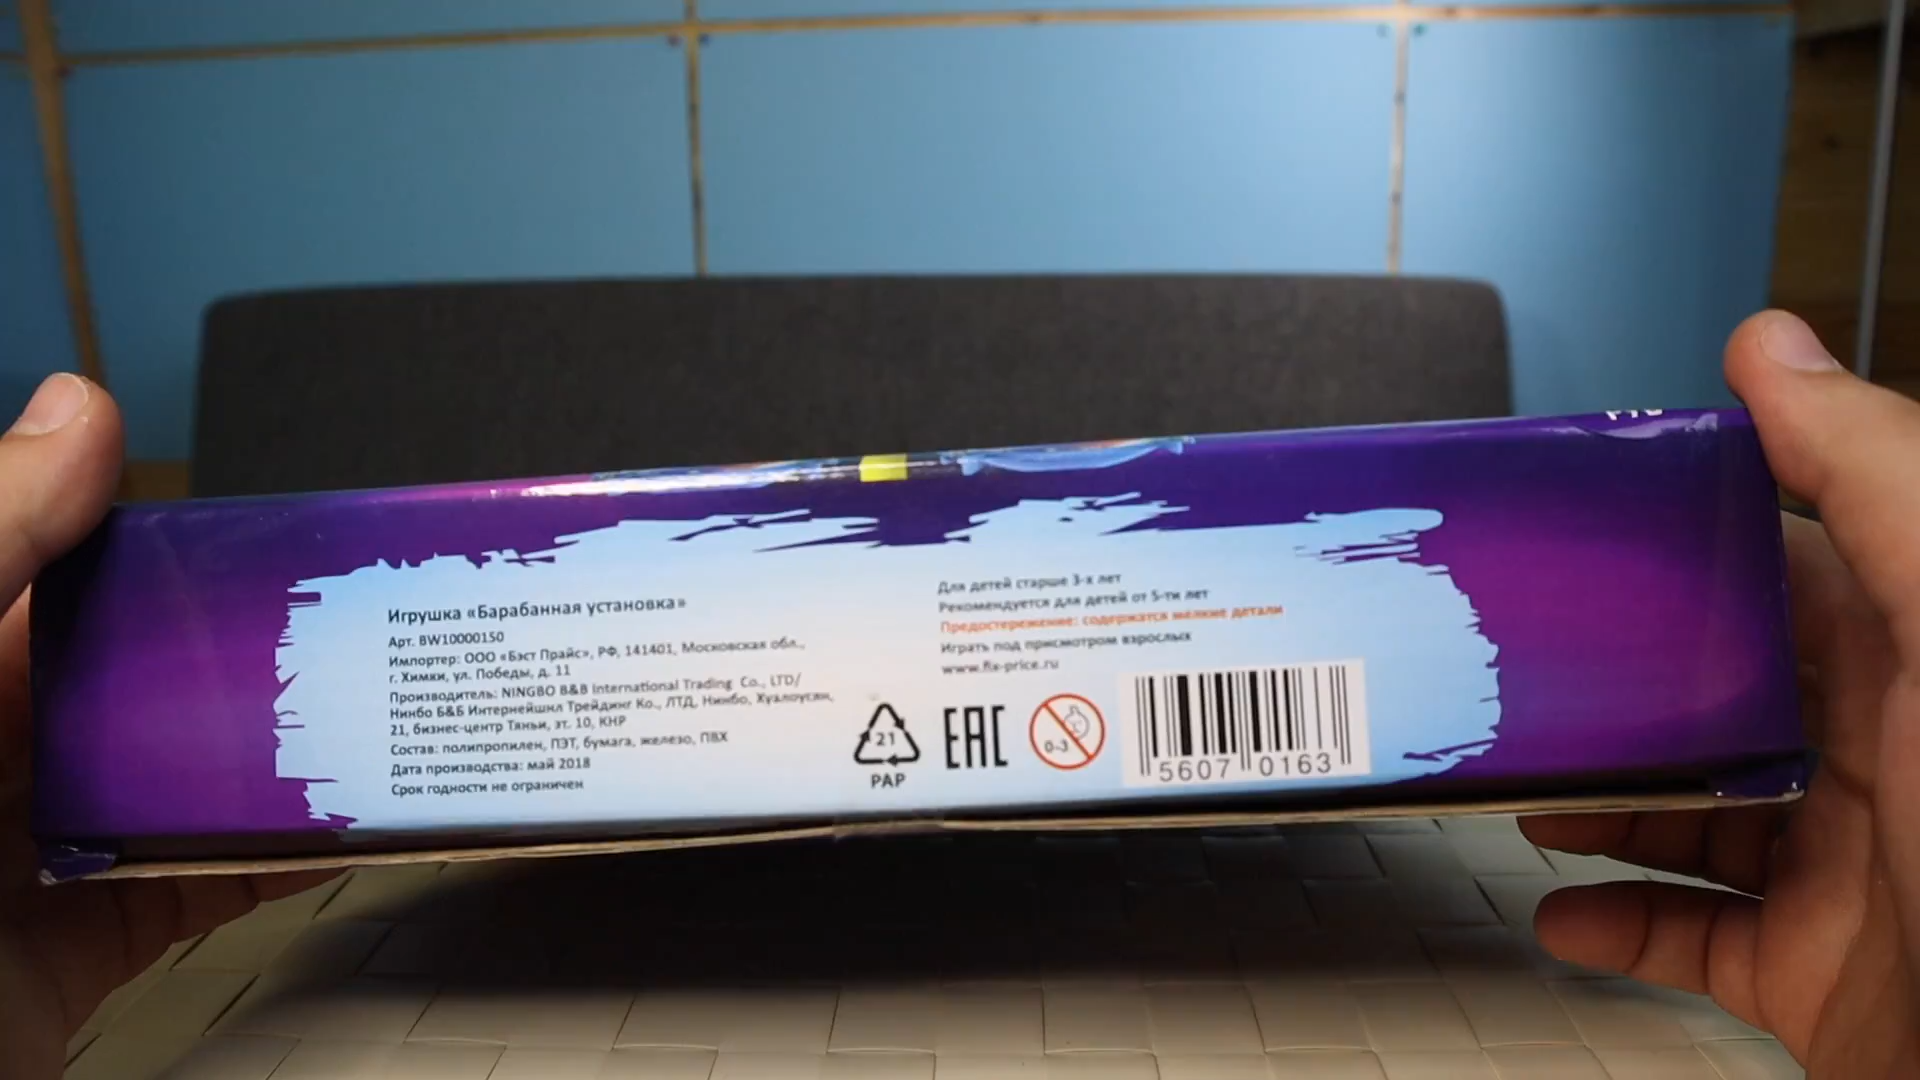 Игрушка «Барабанная установка»
Арт. BW10000150
Импортер: ООО «Бэст Прайс», РФ, 141401, Московская обл.,
г. Химки, ул. Победы, д. 11
Производитель: NINGBO B&B International Trading Co., LTD/
Нинбо Б&Б Интернейшнл Трейдинг Ко., ЛТД, Нинбо, Хуалоусян,
21, бизнес-центр Тяньи, эт. 10, КНР
Состав: полипропилен, ПЭТ, бумага, железо, ПВХ
Дата производства: май 2018
Срок годности не ограничен
Для детей старше 3-х лет
Рекомендуется для детей от 5-ти лет
Предостережение: содержатся мелкие детали
Играть под присмотром взрослых
www.fix-price.ru
21
PAP
EAC
0-3
5607 0163